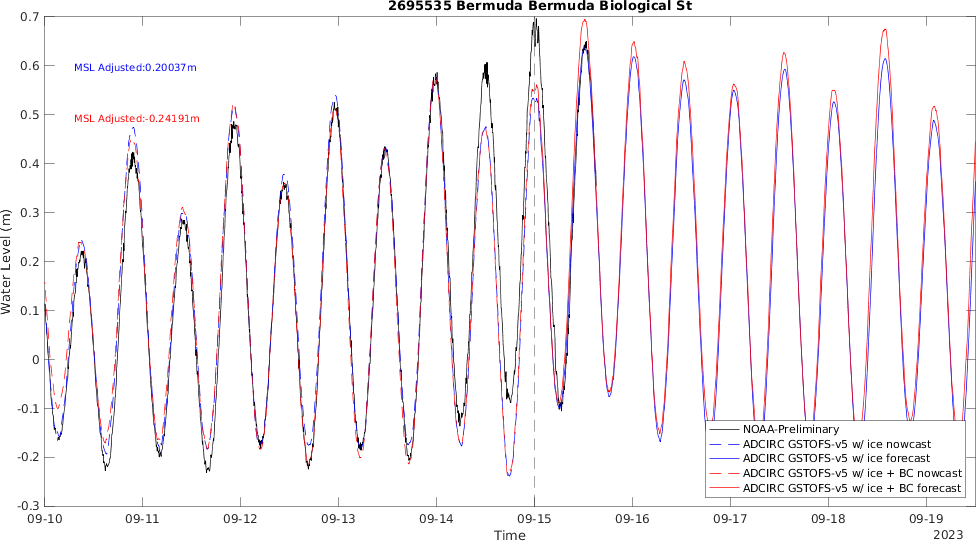 2695535 Bermuda Bermuda Biological St
0.7
0.6
0.5
0.4
0.3
0.2
0.1
0
-0.1
-0.2
-0.3
Water Level (m)
MSL Adjusted:0.20037m
MSL Adjusted:-0.24191m
NOAA-Preliminary
ADCIRC GSTOFS-v5 w/ ice nowcast
ADCIRC GSTOFS-v5 w/ ice forecast
ADCIRC GSTOFS-v5 w/ ice + BC nowcast
ADCIRC GSTOFS-v5 w/ ice + BC forecast
09-10 09-11 09-12 09-13 09-14 09-15 09-16 09-17 09-18 09-19
Time
2023